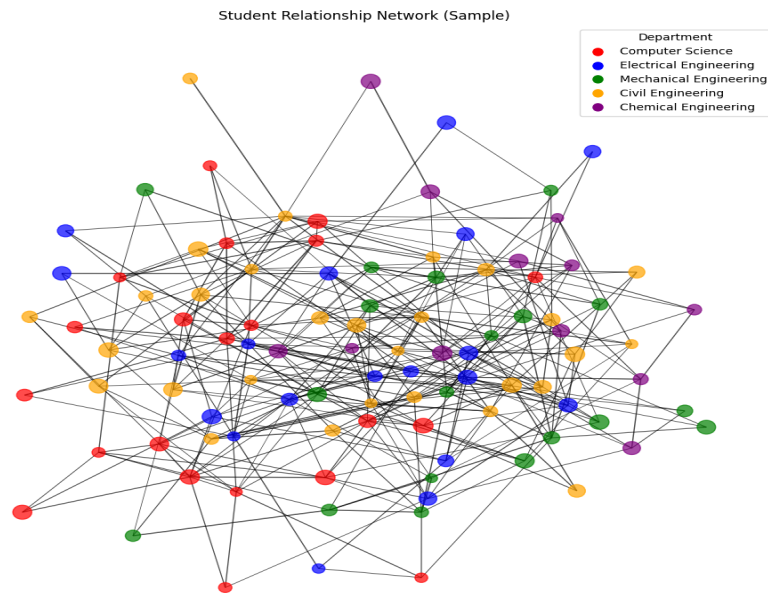 Student Relationship Network (Sample)
Department
Computer Science
Electrical Engineering
Mechanical Engineering
Civil Engineering
Chemical Engineering